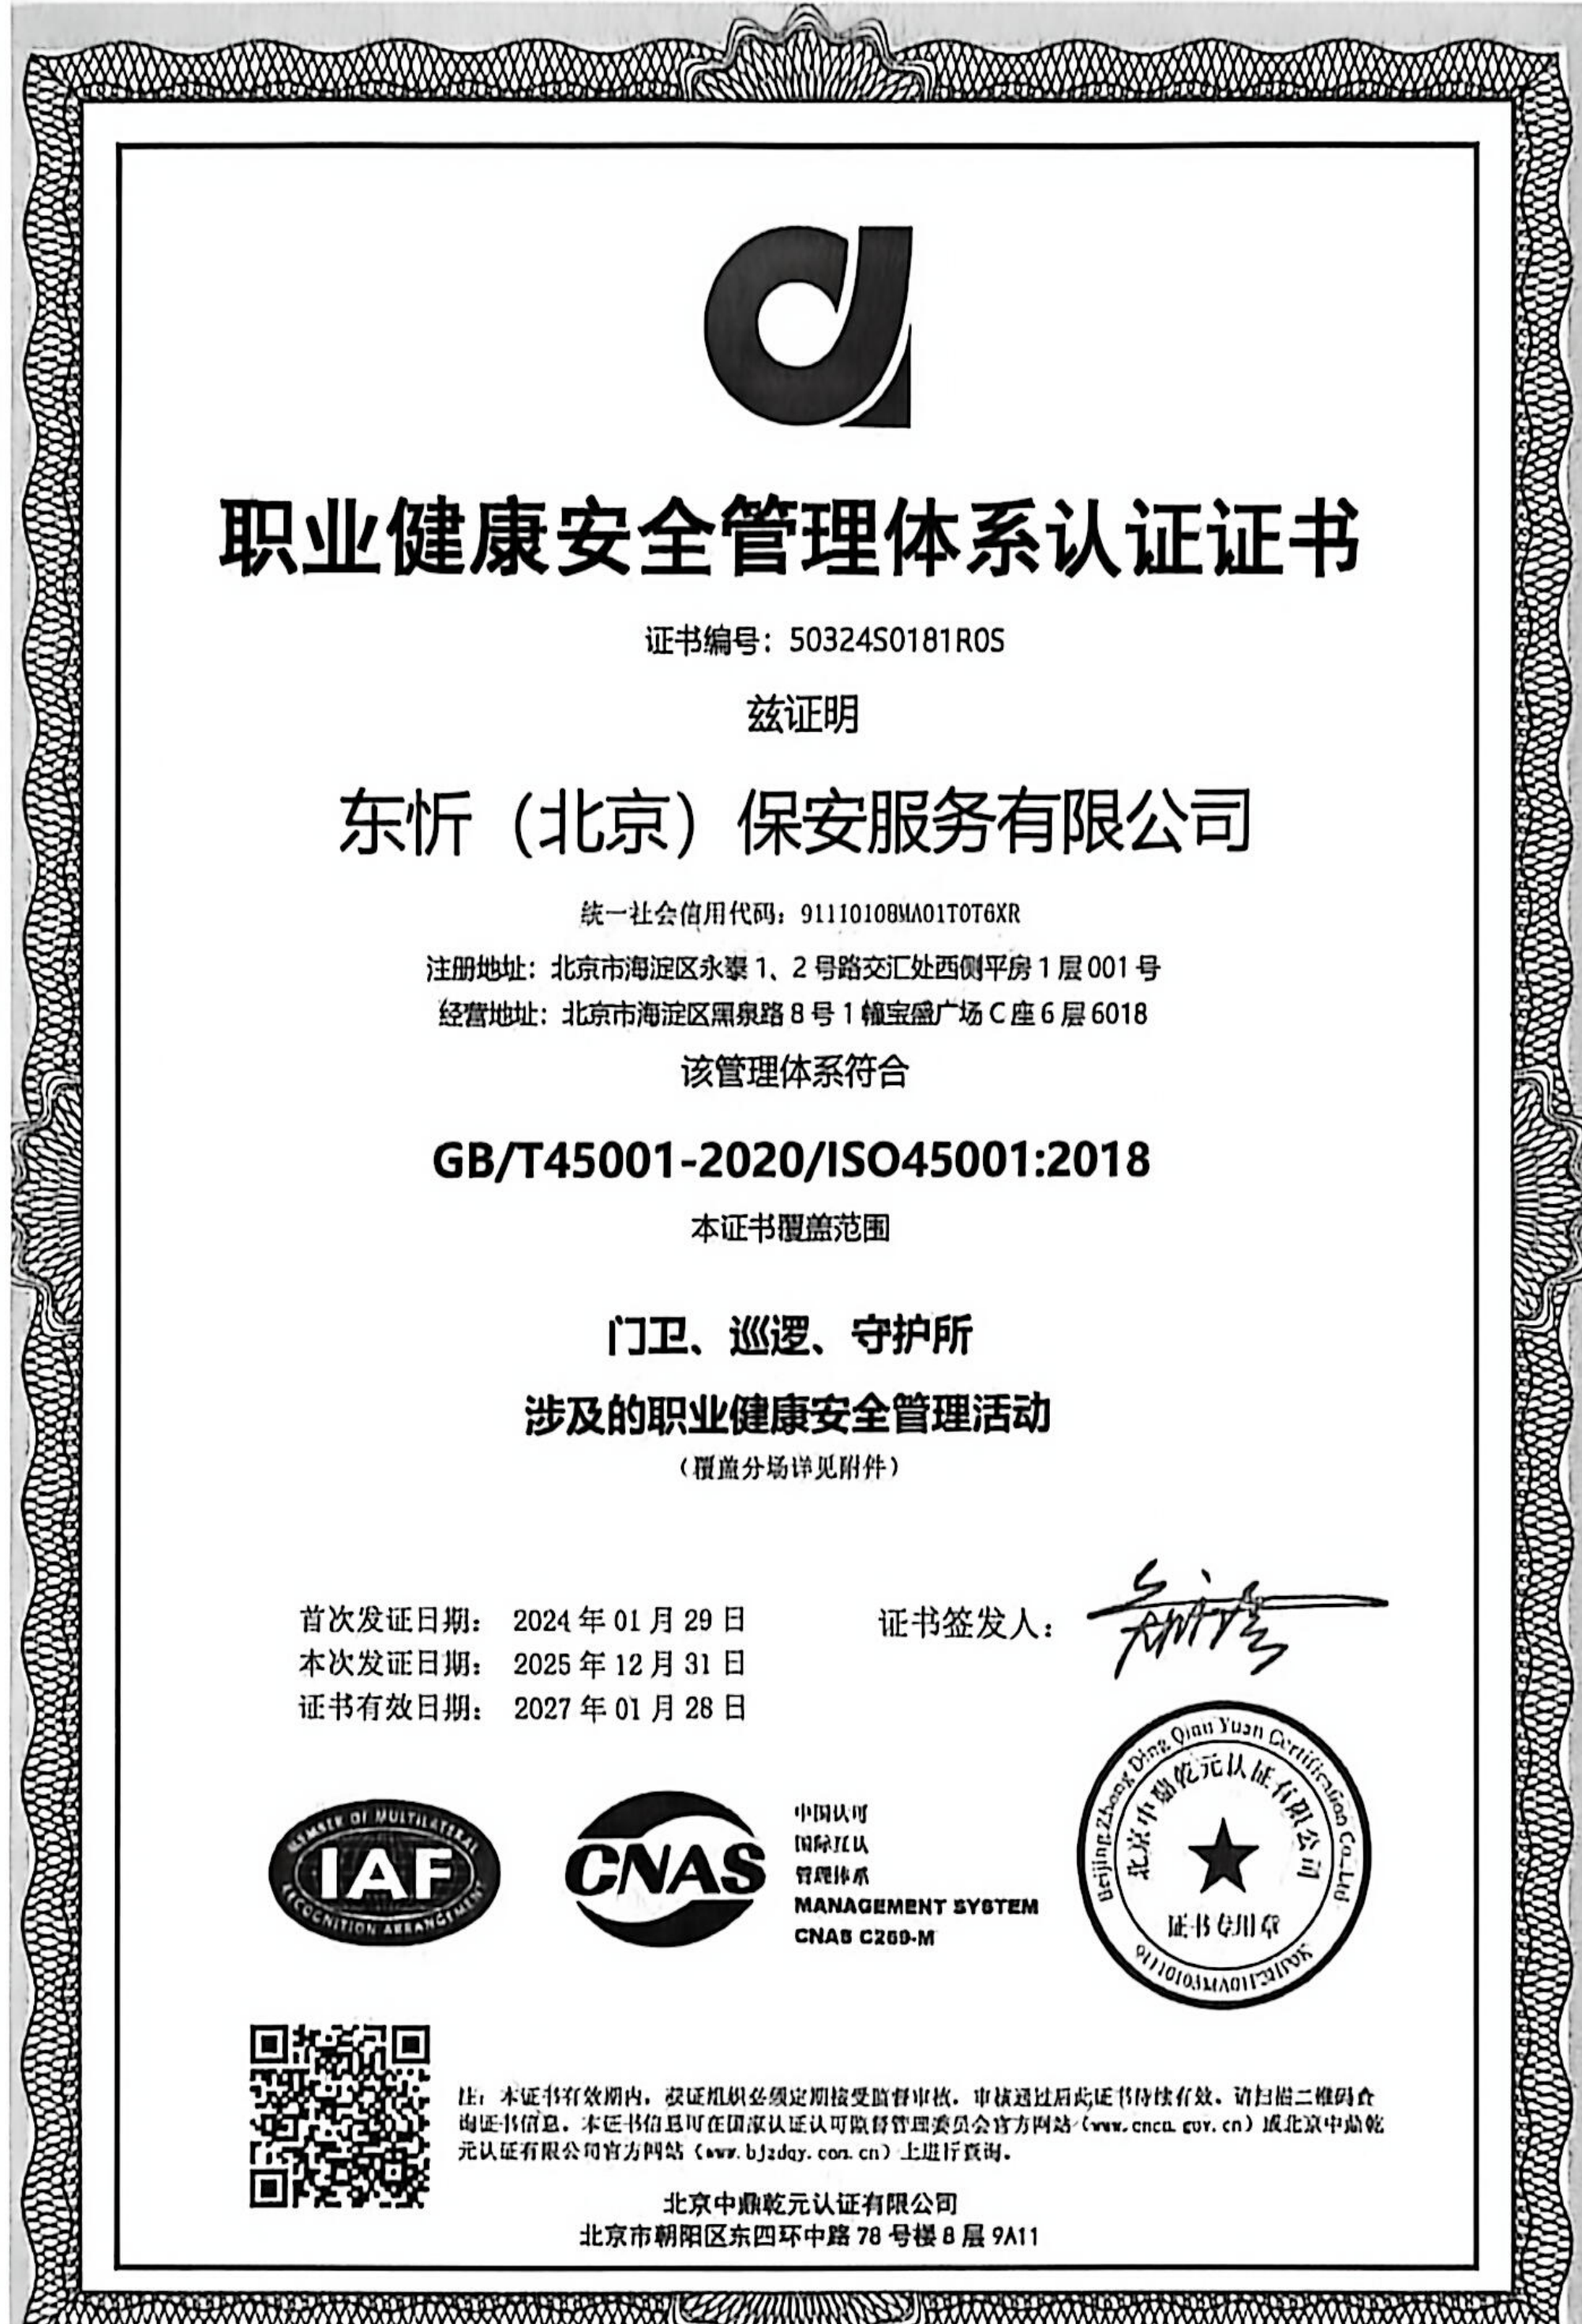 职业健康安全管理体系认证证书
证书编号：50324S0181R0S
兹证明
东忻（北京）保安服务有限公司
统一社会信用代码：91110108MA01T0T6XR
注册地址：北京市海淀区永泰1、2号路交汇处西侧平房1层001号
经营地址：北京市海淀区黑泉路8号1幢宝盛广场C座6层6018
该管理体系符合
GB/T45001-2020/ISO45001:2018
本证书覆盖范围
门卫、巡逻、守护所
涉及的职业健康安全管理活动
（覆盖分场详见附件）
首次发证日期： 2024年01月29日
本次发证日期： 2025年12月31日
证书有效日期： 2027年01月28日
证书签发人：
MEMBER OF MULTILATERAL
IAF
RECOGNITION ARRANGEMENT
CNAS
中国认可
国际互认
管理体系
MANAGEMENT SYSTEM
CNAS C269-M
Beijing Zhong Ding Qian Yuan Certification Co.,Ltd
北京中鼎乾元认证有限公司
证书专用章
注：本证书有效期内，获证组织必须定期接受监督审核，审核通过后此证书持续有效。请扫描二维码查
询证书信息。本证书信息可在国家认证认可监督管理委员会官方网站（www.cnca.gov.cn）或北京中鼎乾
元认证有限公司官方网站（www.bjzdqy.com.cn）上进行查询。
北京中鼎乾元认证有限公司
北京市朝阳区东四环中路78号楼8层9A11